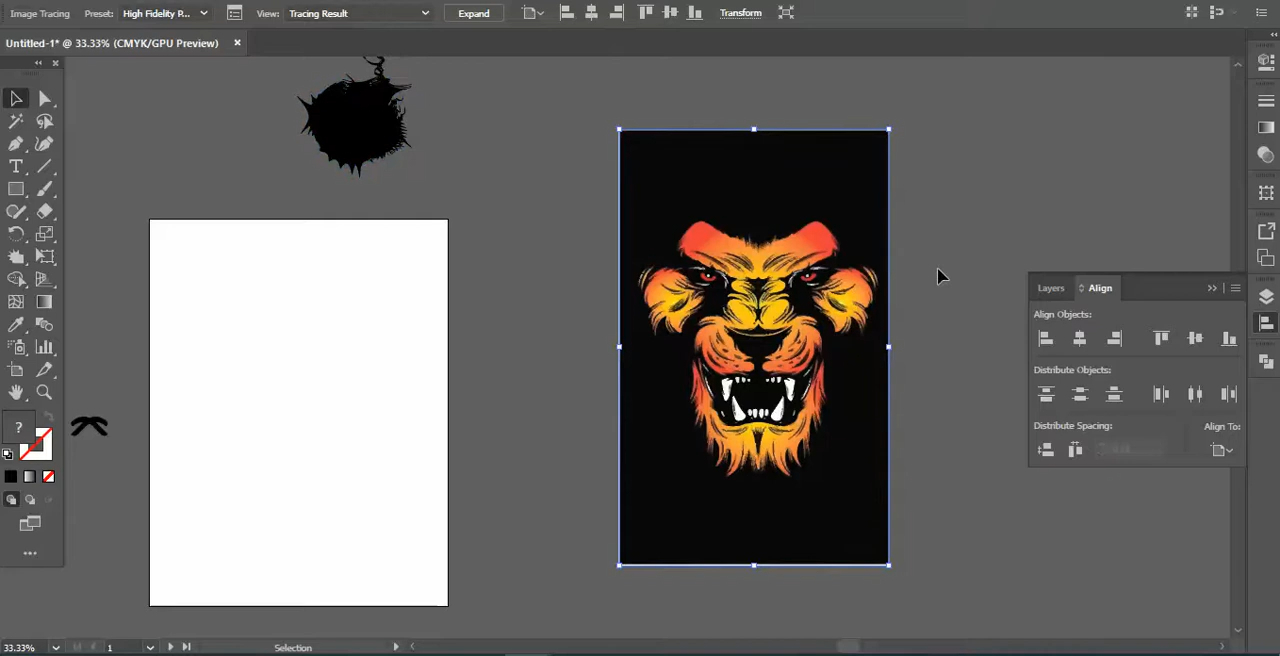 Image Tracing Preset: High Fidelity P... View: Tracing Result Expand Transform
Untitled-1* @ 33.33% (CMYK/GPU Preview) ×
Layers Align
Align Objects:
Distribute Objects:
Distribute Spacing: Align To:
?
33.33% 1 Selection